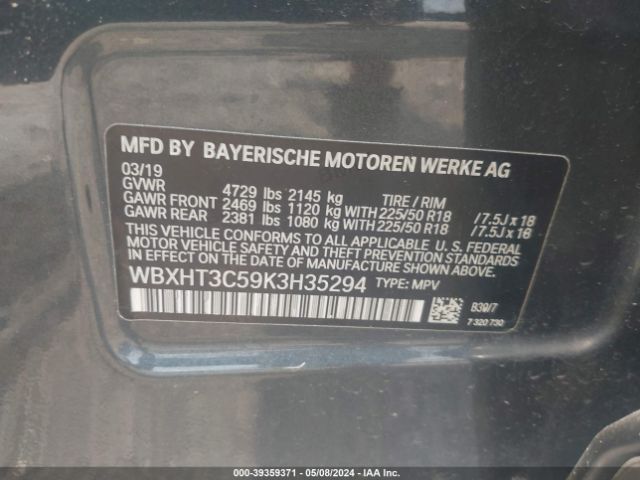 MFD BY BAYERISCHE MOTOREN WERKE AG
03/19
GVWR 4729 lbs 2145 kg TIRE / RIM
GAWR FRONT 2469 lbs 1120 kg WITH 225/50 R18 / 7.5J x 18
GAWR REAR 2381 lbs 1080 kg WITH 225/50 R18 / 7.5J x 18
THIS VEHICLE CONFORMS TO ALL APPLICABLE U. S. FEDERAL
MOTOR VEHICLE SAFETY AND THEFT PREVENTION STANDARDS
IN EFFECT ON THE DATE OF MANUFACTURE SHOWN ABOVE.
WBXHT3C59K3H35294 TYPE: MPV
B39/7
7 320 730
000-39359371 - 05/08/2024 - IAA Inc.